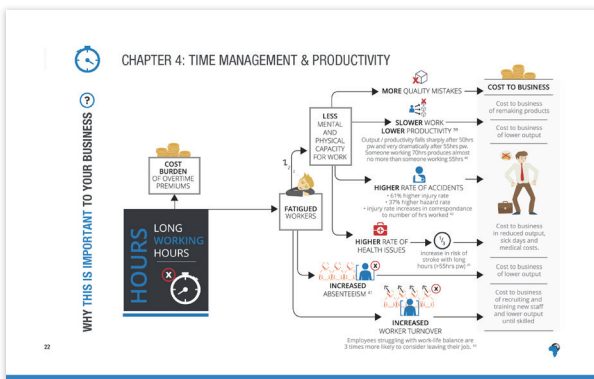 CHAPTER 4: TIME MANAGEMENT & PRODUCTIVITY
WHY THIS IS IMPORTANT TO YOUR BUSINESS ?
COST
BURDEN
OF OVERTIME
PREMIUMS
HOURS
LONG
WORKING
HOURS
FATIGUED
WORKERS
LESS
MENTAL
AND
PHYSICAL
CAPACITY
FOR WORK
MORE QUALITY MISTAKES
SLOWER WORK
LOWER PRODUCTIVITY
Output / productivity falls sharply after 50hrs
pw and very dramatically after 55hrs pw.
Someone working 70hrs produces almost
no more than someone working 55hrs
HIGHER RATE OF ACCIDENTS
• 61% higher injury rate
• 37% higher hazard rate
• injury rate increases in correspondance
to number of hrs worked
HIGHER RATE OF
HEALTH ISSUES
1/3
increase in risk of
stroke with long
hours (>55hrs pw)
INCREASED
ABSENTEEISM
INCREASED
WORKER TURNOVER
Employees struggling with work-life balance are
3 times more likely to consider leaving their job.
COST TO BUSINESS
Cost to business
of remaking products
Cost to business
of lower output
Cost to business
in reduced output,
sick days and
medical costs.
Cost to business
of lower output
Cost to business
of recruiting and
training new staff
and lower output
until skilled
22